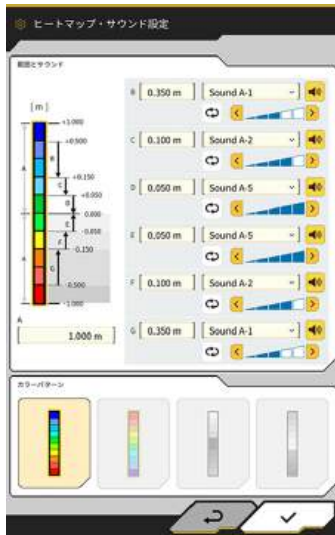 ヒートマップ・サウンド設定
範囲とサウンド
[m]
+1.000
+0.500
+0.150
+0.050
0.000
-0.050
-0.150
-0.500
-1.000
A
B
C
D
E
F
G
A
A
1.000 m
B 0.350 m Sound A-1
C 0.100 m Sound A-2
D 0.050 m Sound A-5
E 0.050 m Sound A-5
F 0.100 m Sound A-2
G 0.350 m Sound A-1
カラーパターン